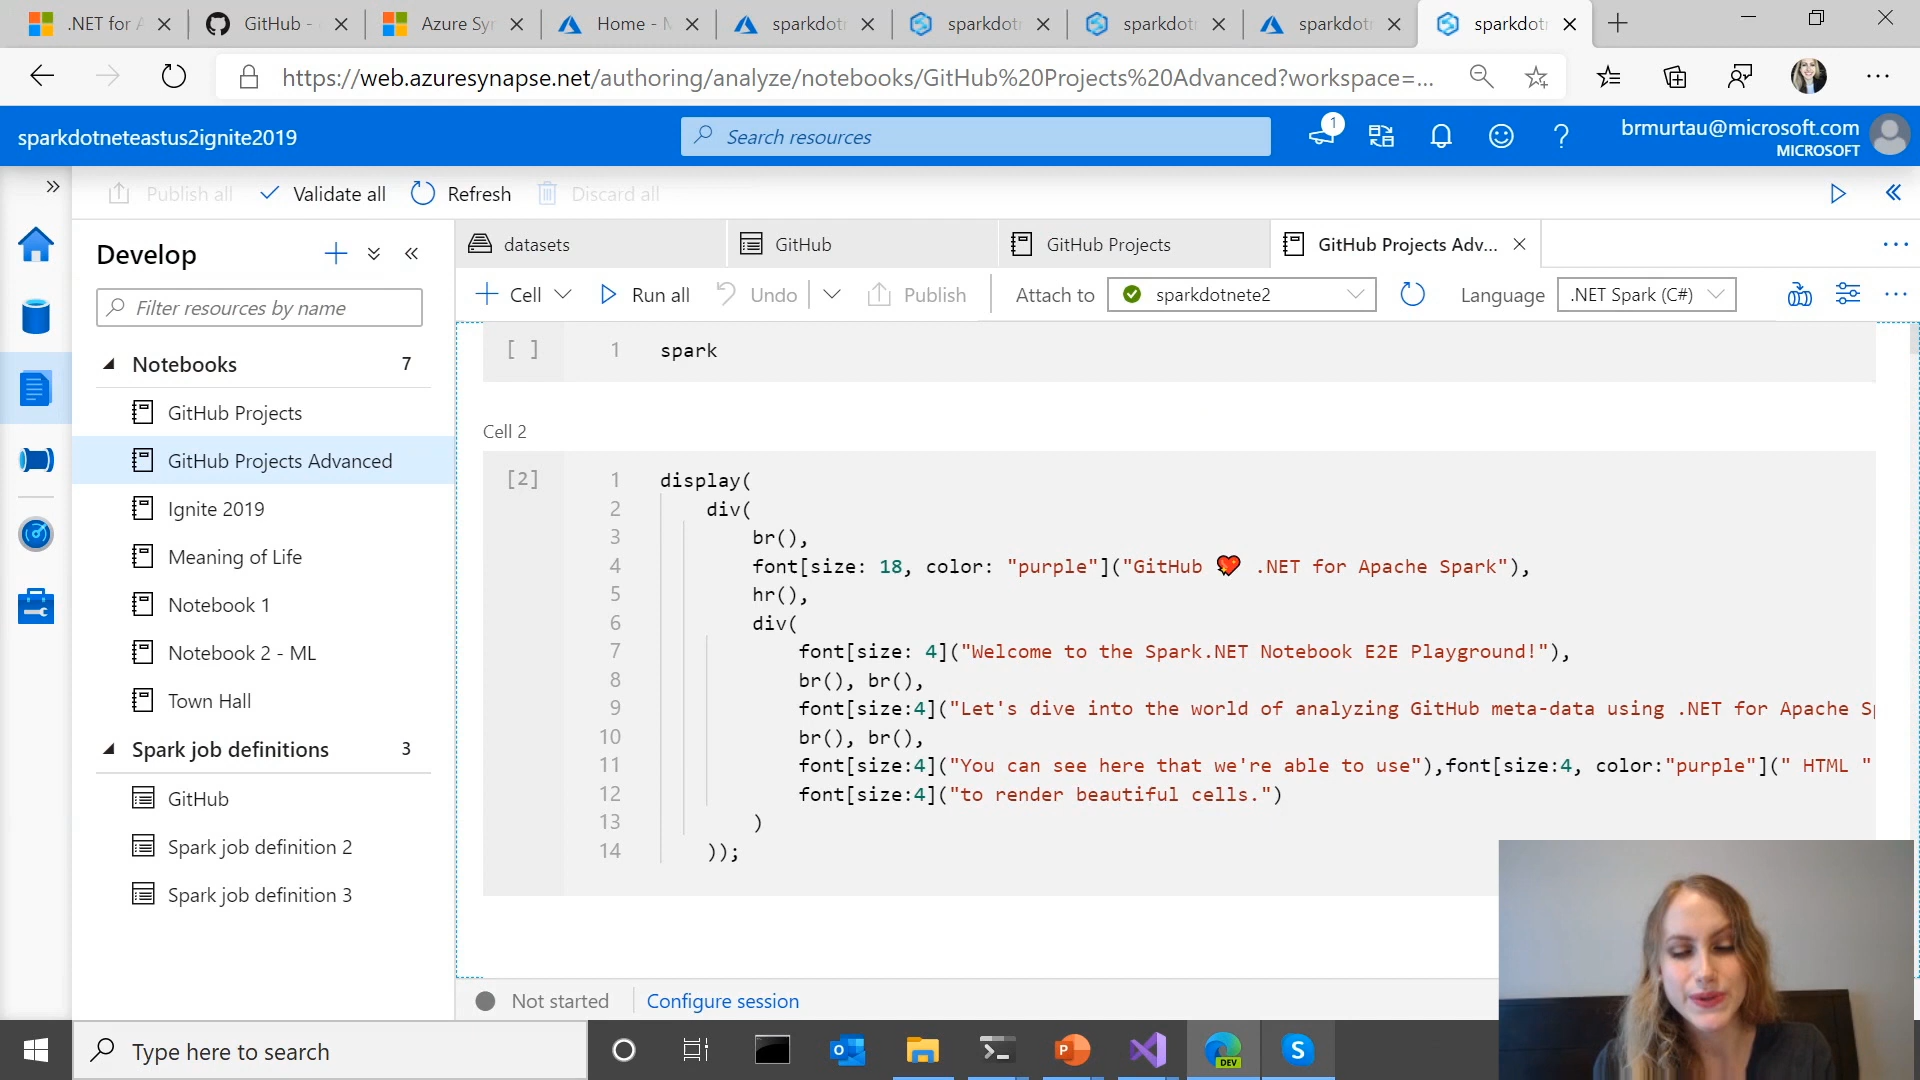 .NET for A
GitHub -
Azure Sy
Home - M
sparkdot
sparkdot
sparkdot
sparkdot
sparkdot
https://web.azuresynapse.net/authoring/analyze/notebooks/GitHub%20Projects%20Advanced?workspace=...
sparkdotneteastus2ignite2019
Search resources
1
brmurtau@microsoft.com
MICROSOFT
Publish all
Validate all
Refresh
Discard all
Develop
Filter resources by name
Notebooks 7
GitHub Projects
GitHub Projects Advanced
Ignite 2019
Meaning of Life
Notebook 1
Notebook 2 - ML
Town Hall
Spark job definitions 3
GitHub
Spark job definition 2
Spark job definition 3
datasets
GitHub
GitHub Projects
GitHub Projects Adv...
Cell
Run all
Undo
Publish
Attach to
sparkdotnete2
Language
.NET Spark (C#)
[ ] 1 spark
Cell 2
[2]
1 display(
2 div(
3 br(),
4 font[size: 18, color: "purple"]("GitHub 💖 .NET for Apache Spark"),
5 hr(),
6 div(
7 font[size: 4]("Welcome to the Spark.NET Notebook E2E Playground!"),
8 br(), br(),
9 font[size:4]("Let's dive into the world of analyzing GitHub meta-data using .NET for Apache Sp
10 br(), br(),
11 font[size:4]("You can see here that we're able to use"),font[size:4, color:"purple"](" HTML "
12 font[size:4]("to render beautiful cells.")
13 )
14 ));
Not started
Configure session
Type here to search
DEV